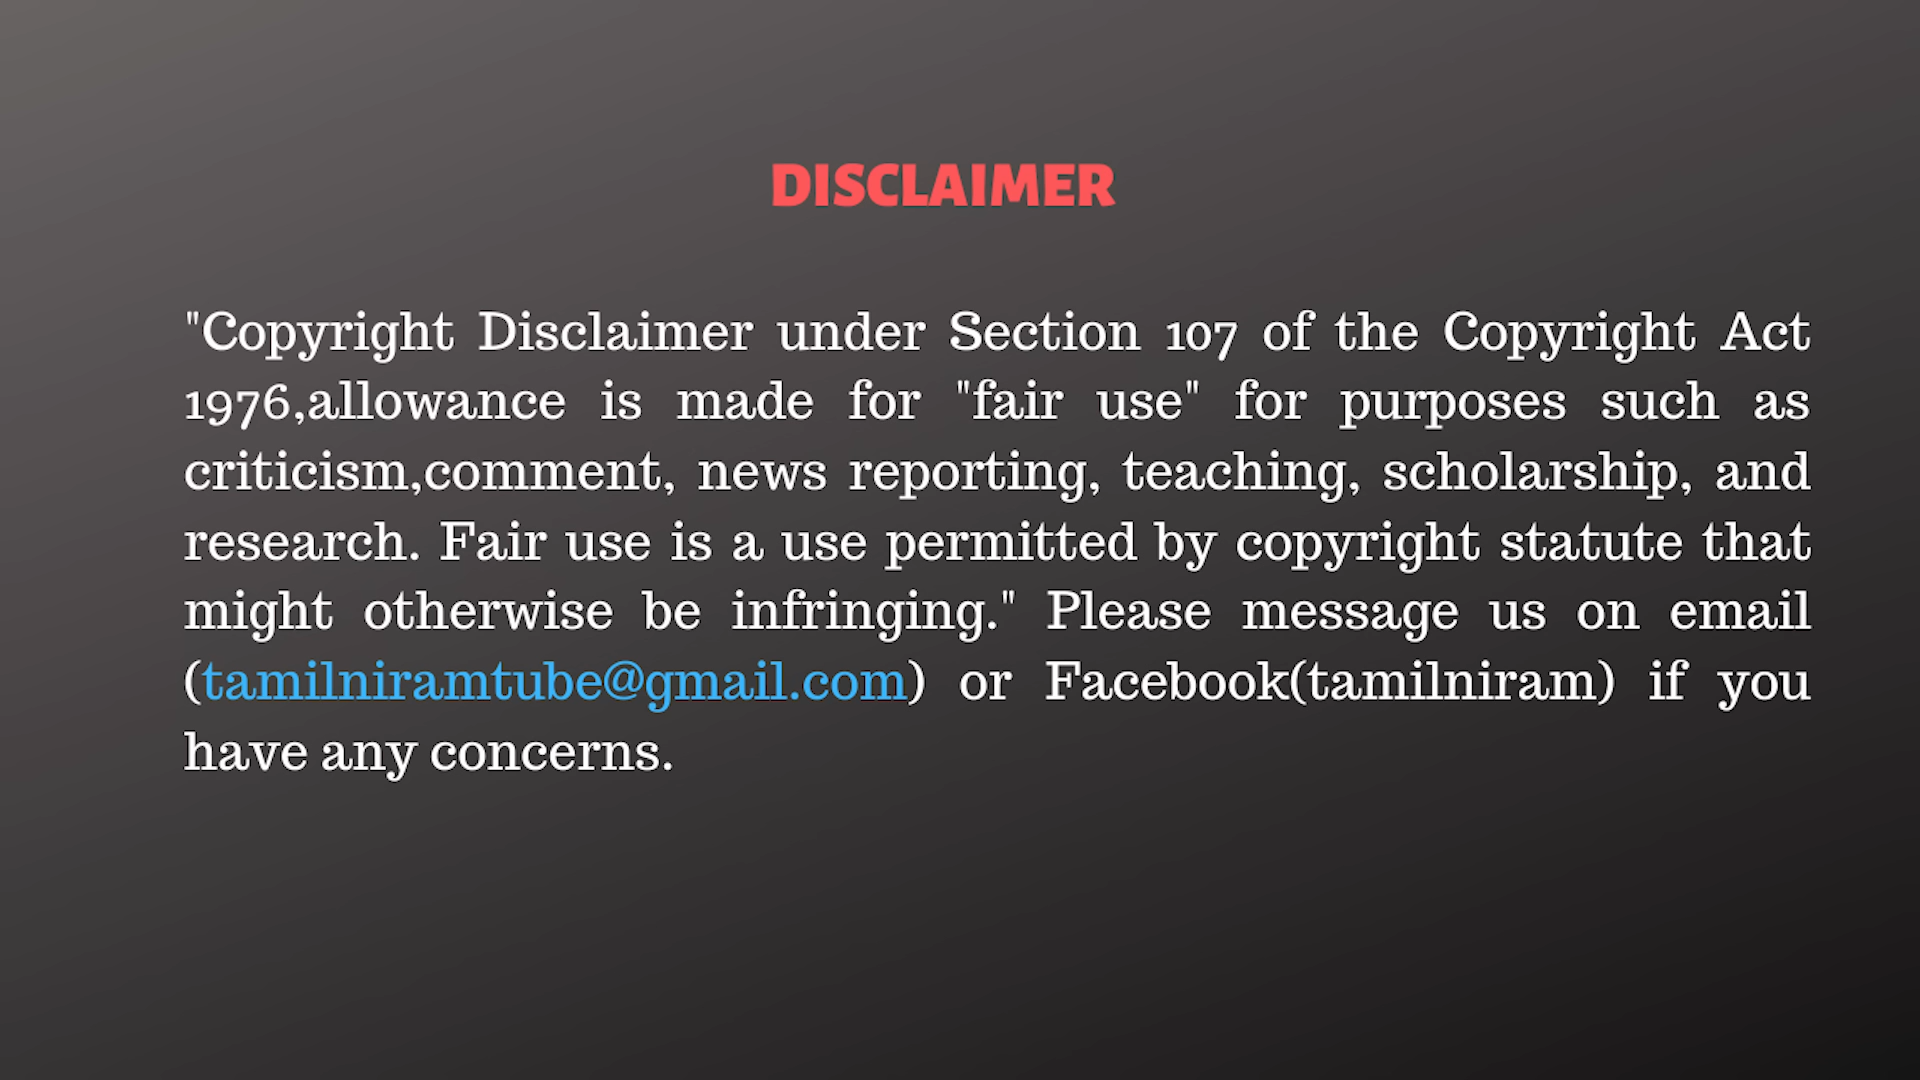 DISCLAIMER
"Copyright Disclaimer under Section 107 of the Copyright Act
1976,allowance is made for "fair use" for purposes such as
criticism,comment, news reporting, teaching, scholarship, and
research. Fair use is a use permitted by copyright statute that
might otherwise be infringing." Please message us on email
(tamilniramtube@gmail.com) or Facebook(tamilniram) if you
have any concerns.